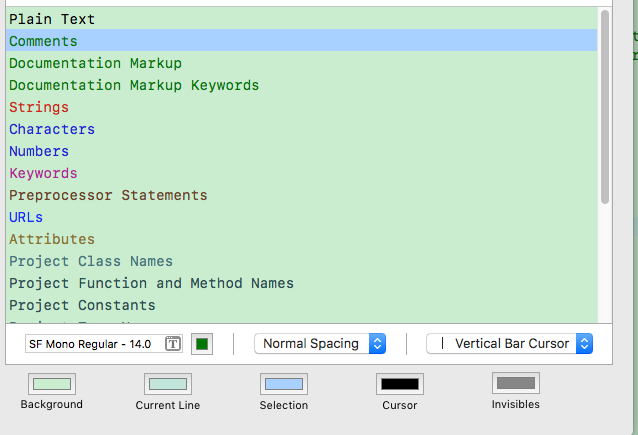 Plain Text
Comments
Documentation Markup
Documentation Markup Keywords
Strings
Characters
Numbers
Keywords
Preprocessor Statements
URLs
Attributes
Project Class Names
Project Function and Method Names
Project Constants
SF Mono Regular - 14.0 T Normal Spacing | Vertical Bar Cursor
Background Current Line Selection Cursor Invisibles